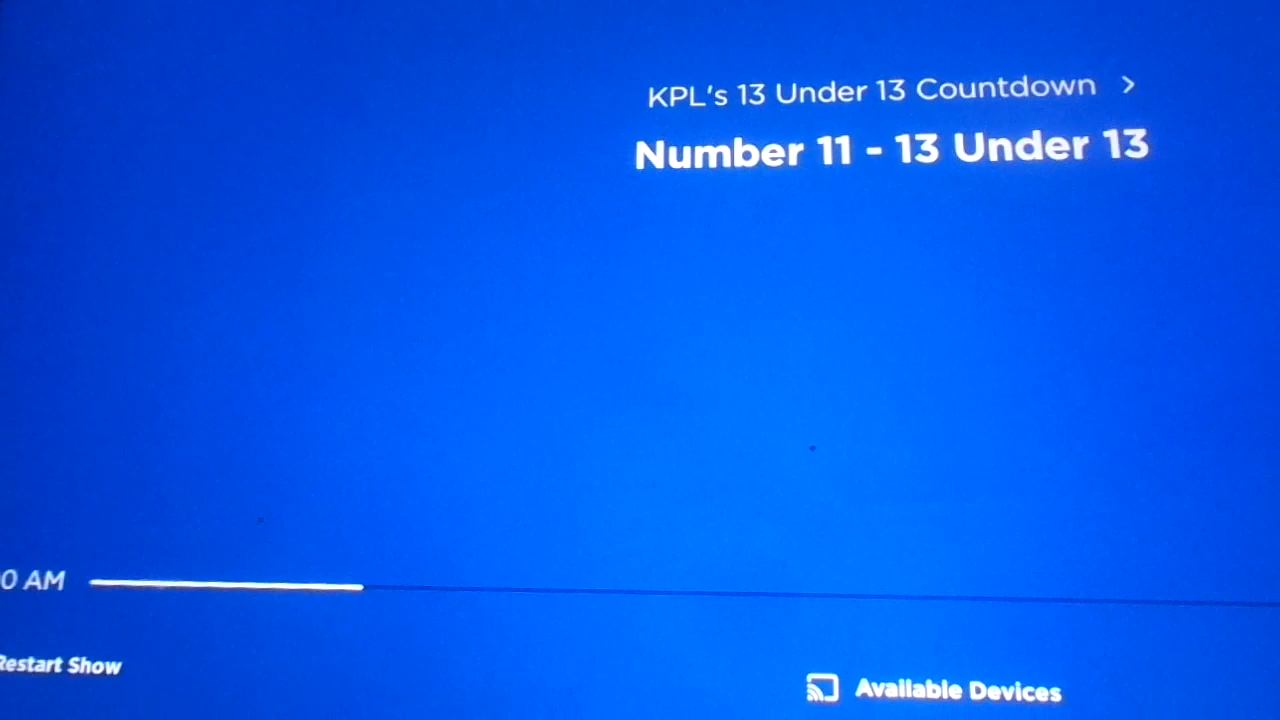 KPL's 13 Under 13 Countdown >
Number 11 - 13 Under 13
0 AM
Restart Show
Available Devices